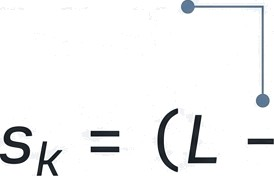 s_k = (L −